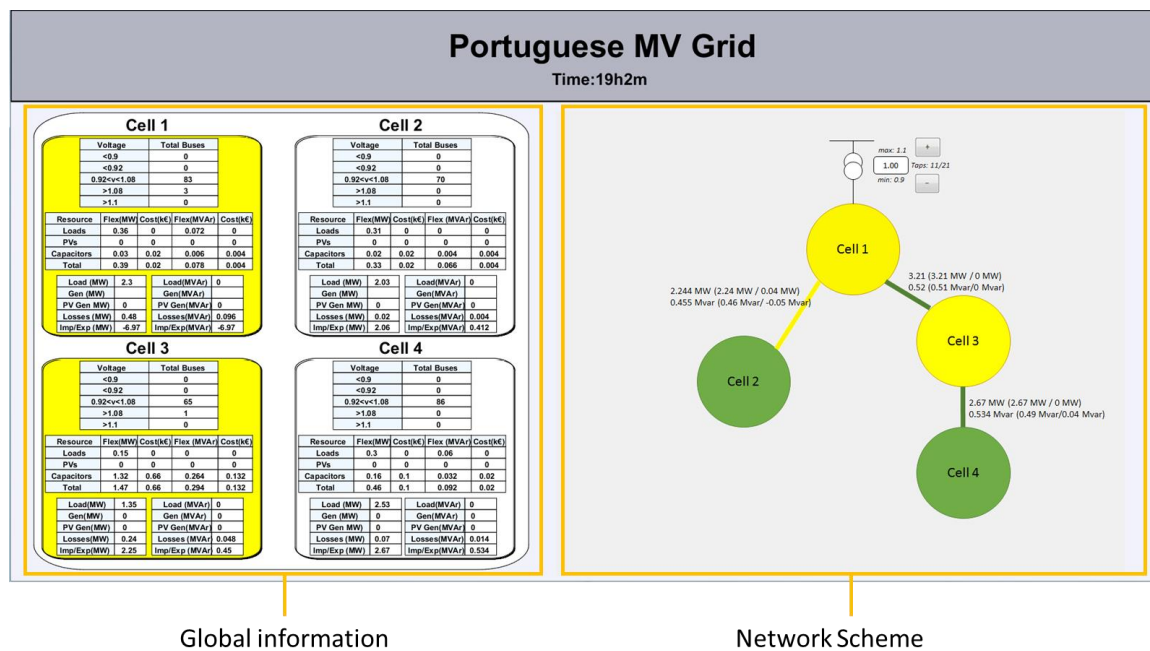 Portuguese MV Grid
Time:19h2m
Cell 1
Voltage Total Buses
<0.9 0
<0.92 0
0.92<v<1.08 83
>1.08 3
>1.1 0
Resource Flex(MW) Cost(k€) Flex(MVAr) Cost(k€)
Loads 0.36 0 0.072 0
PVs 0 0 0 0
Capacitors 0.03 0.02 0.006 0.004
Total 0.39 0.02 0.078 0.004
Load (MW) 2.3 Load(MVAr) 0
Gen (MW) Gen(MVAr)
PV Gen MW) 0 PV Gen(MVAr) 0
Losses (MW) 0.48 Losses(MVAr) 0.096
Imp/Exp (MW) -6.97 Imp/Exp(MVAr) -6.97
Cell 2
Voltage Total Buses
<0.9 0
<0.92 0
0.92<v<1.08 70
>1.08 0
>1.1 0
Resource Flex(MW) Cost(k€) Flex (MVAr) Cost(k€)
Loads 0.31 0 0 0
PVs 0 0 0 0
Capacitors 0.02 0.02 0.004 0.004
Total 0.33 0.02 0.066 0.004
Load (MW) 2.03 Load(MVAr) 0
Gen (MW) Gen(MVAr)
PV Gen MW) 0 PV Gen(MVAr) 0
Losses (MW) 0.02 Losses(MVAr) 0.004
Imp/Exp (MW) 2.06 Imp/Exp(MVAr) 0.412
Cell 3
Voltage Total Buses
<0.9 0
<0.92 0
0.92<v<1.08 65
>1.08 1
>1.1 0
Resource Flex(MW) Cost(k€) Flex (MVAr) Cost(k€)
Loads 0.15 0 0 0
PVs 0 0 0 0
Capacitors 1.32 0.66 0.264 0.132
Total 1.47 0.66 0.294 0.132
Load(MW) 1.35 Load (MVAr) 0
Gen(MW) 0 Gen (MVAr) 0
PV Gen(MW) 0 PV Gen(MVAr) 0
Losses(MW) 0.24 Losses(MVAr) 0.048
Imp/Exp(MW) 2.25 Imp/Exp (MVAr) 0.45
Cell 4
Voltage Total Buses
<0.9 0
<0.92 0
0.92<v<1.08 86
>1.08 0
>1.1 0
Resource Flex(MW) Cost(k€) Flex (MVAr) Cost(k€)
Loads 0.3 0 0.06 0
PVs 0 0 0 0
Capacitors 0.16 0.1 0.032 0.02
Total 0.46 0.1 0.092 0.02
Load (MW) 2.53 Load(MVAr) 0
Gen (MW) 0 Gen(MVAr) 0
PV Gen MW) 0 PV Gen(MVAr) 0
Losses (MW) 0.07 Losses(MVAr) 0.014
Imp/Exp (MW) 2.67 Imp/Exp(MVAr) 0.534
max: 1.1 +
1.00 Taps: 11/21
min: 0.9 -
Cell 1
3.21 (3.21 MW / 0 MW)
0.52 (0.51 Mvar/0 Mvar)
2.244 MW (2.24 MW / 0.04 MW)
0.455 Mvar (0.46 Mvar/ -0.05 Mvar)
Cell 3
Cell 2
2.67 MW (2.67 MW / 0 MW)
0.534 Mvar (0.49 Mvar/0.04 Mvar)
Cell 4
Global information
Network Scheme